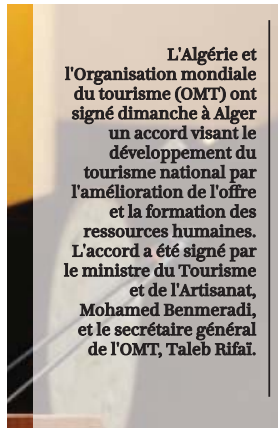 L'Algérie et
l'Organisation mondiale
du tourisme (OMT) ont
signé dimanche à Alger
un accord visant le
développement du
tourisme national par
l'amélioration de l'offre
et la formation des
ressources humaines.
L'accord a été signé par
le ministre du Tourisme
et de l'Artisanat,
Mohamed Benmeradi,
et le secrétaire général
de l'OMT, Taleb Rifaï.